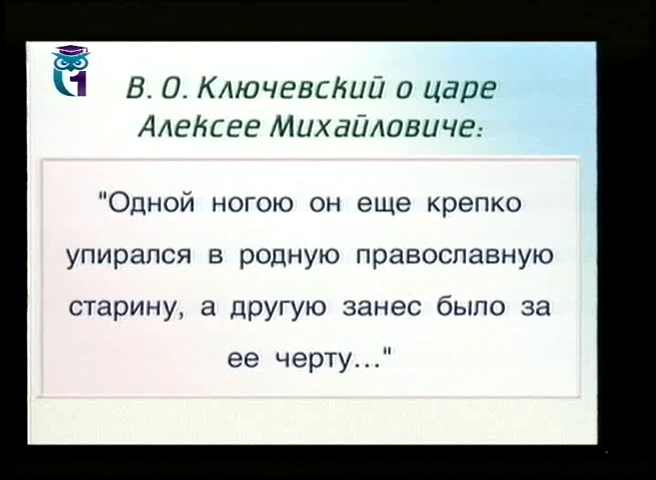 В. О. Ключевский о царе
Алексее Михайловиче:
"Одной ногою он еще крепко
упирался в родную православную
старину, а другую занес было за
ее черту..."
1